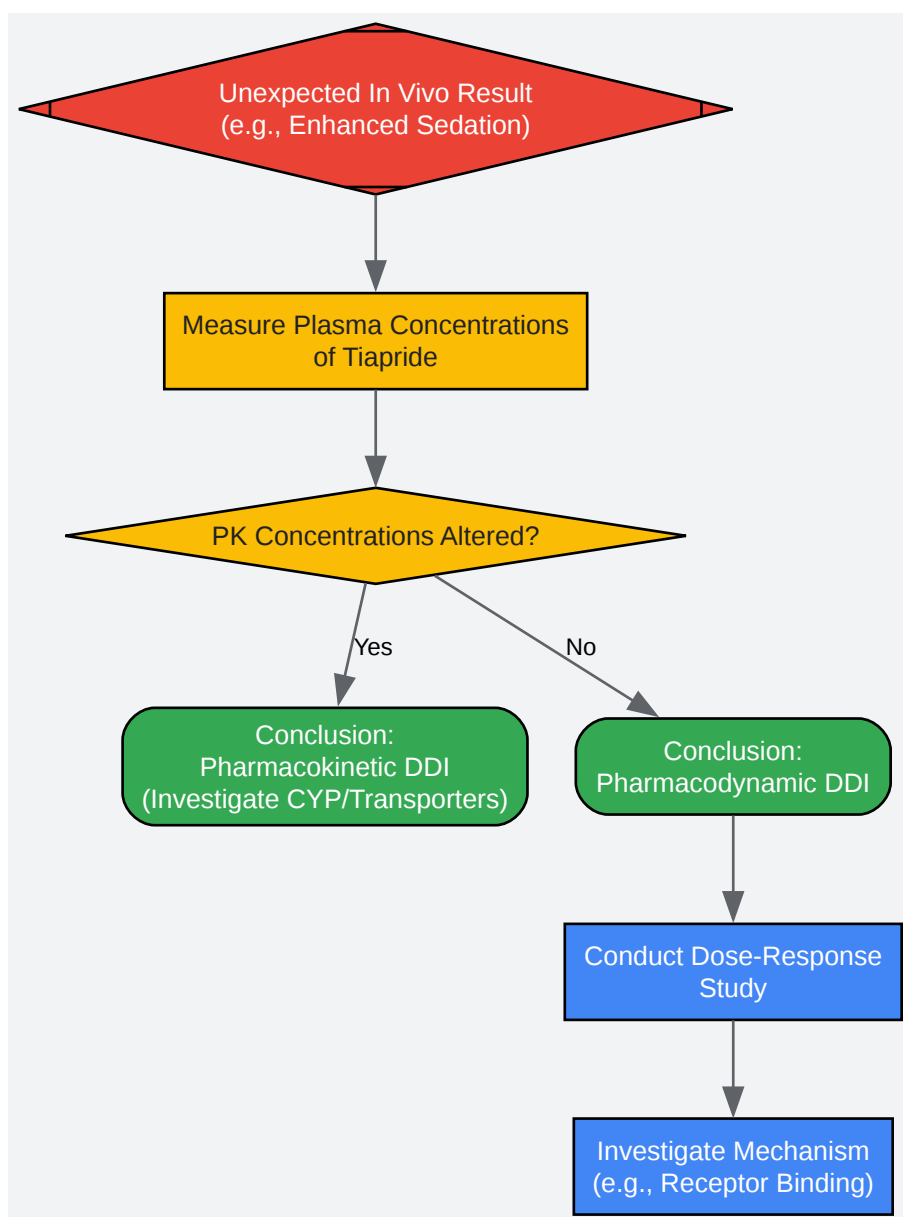 Unexpected In Vivo Result
(e.g., Enhanced Sedation)
Measure Plasma Concentrations
of Tiapride
PK Concentrations Altered?
Yes
No
Conclusion:
Pharmacokinetic DDI
(Investigate CYP/Transporters)
Conclusion:
Pharmacodynamic DDI
Conduct Dose-Response
Study
Investigate Mechanism
(e.g., Receptor Binding)